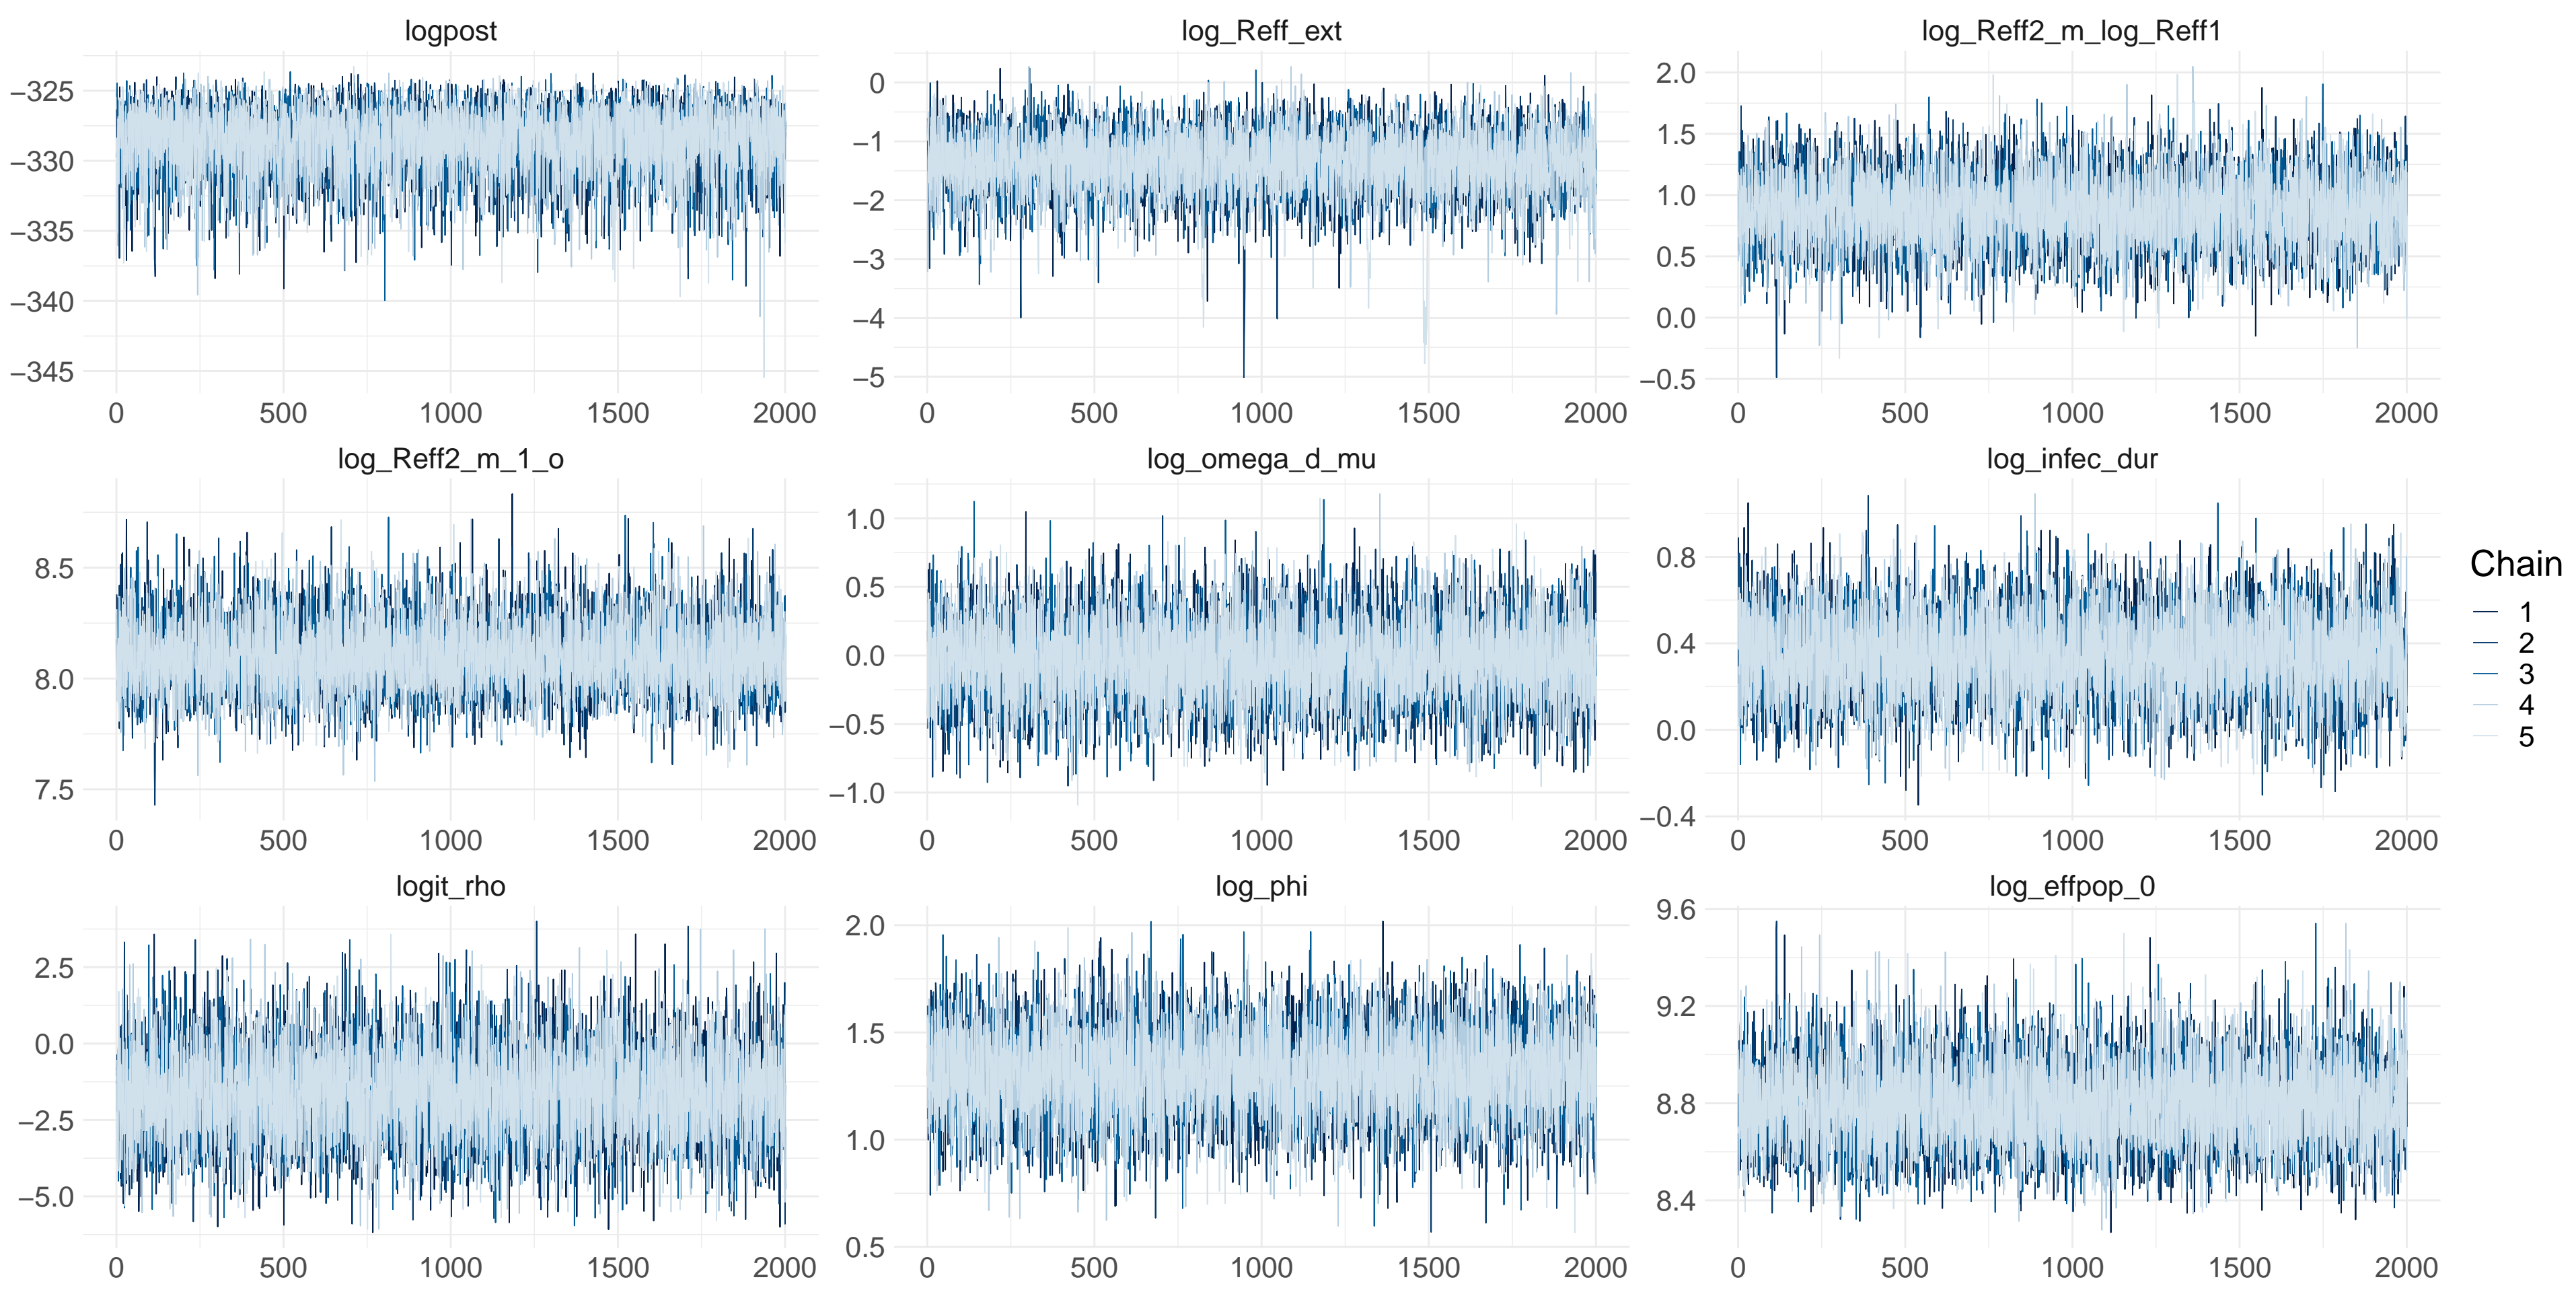 logpost
log_Reff_ext
log_Reff2_m_log_Reff1
−325
−330
−335
−340
−345
0 500 1000 1500 2000
0
−1
−2
−3
−4
−5
0 500 1000 1500 2000
2.0
1.5
1.0
0.5
0.0
−0.5
0 500 1000 1500 2000
log_Reff2_m_1_o
log_omega_d_mu
log_infec_dur
8.5
8.0
7.5
0 500 1000 1500 2000
1.0
0.5
0.0
−0.5
−1.0
0 500 1000 1500 2000
0.8
0.4
0.0
−0.4
0 500 1000 1500 2000
logit_rho
log_phi
log_effpop_0
2.5
0.0
−2.5
−5.0
0 500 1000 1500 2000
2.0
1.5
1.0
0.5
0 500 1000 1500 2000
9.6
9.2
8.8
8.4
0 500 1000 1500 2000
Chain
1
2
3
4
5